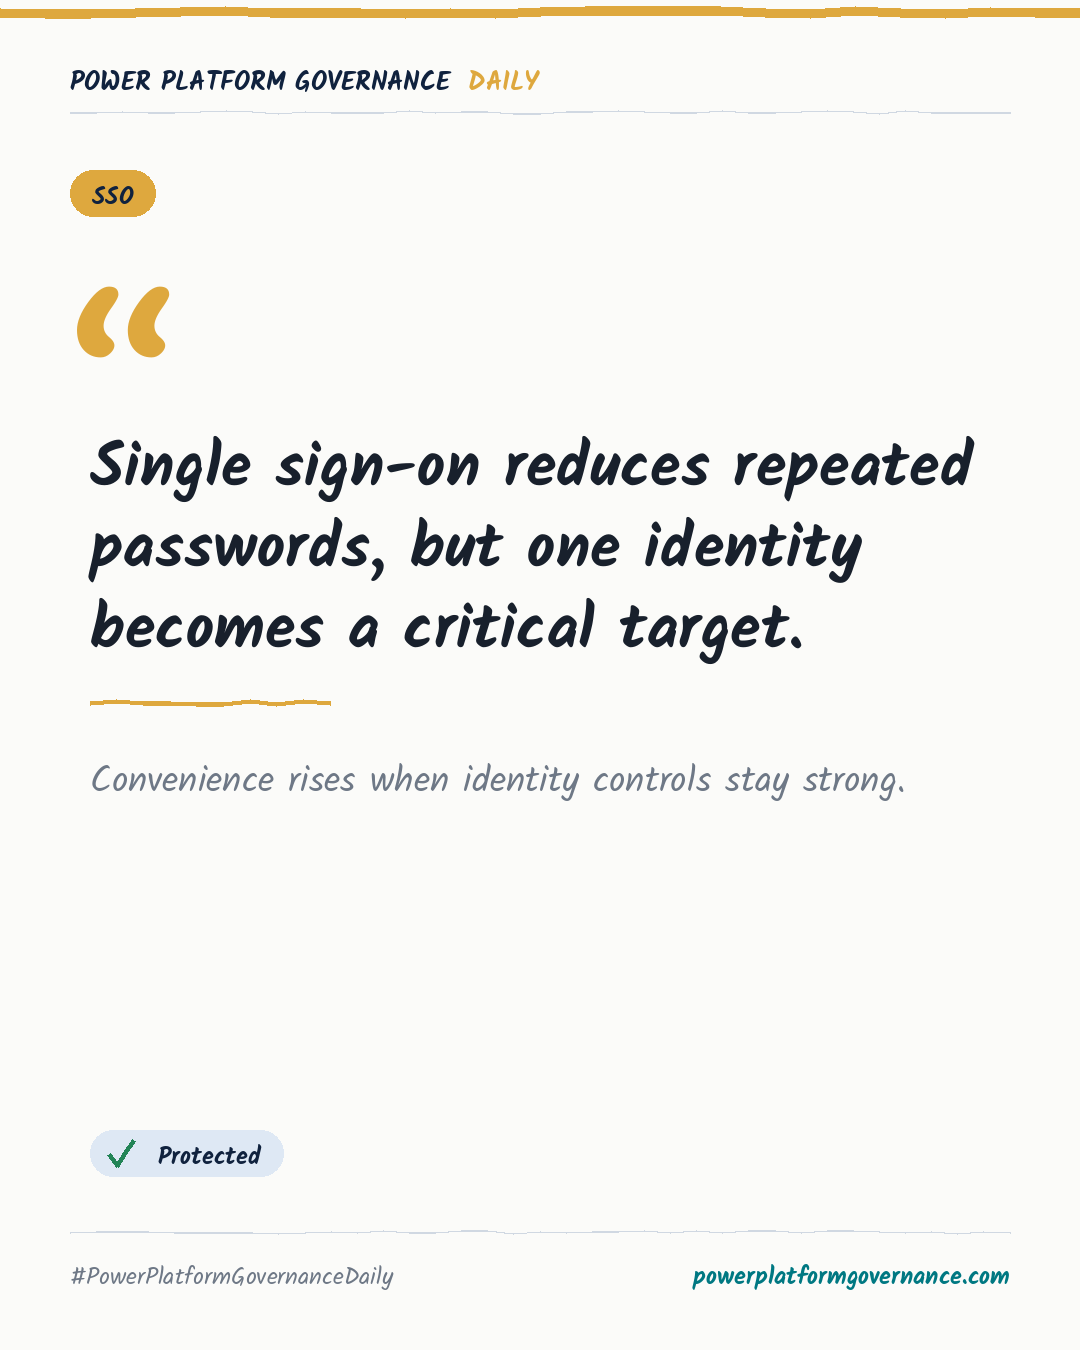 POWER PLATFORM GOVERNANCE DAILY
SSO
“
Single sign-on reduces repeated
passwords, but one identity
becomes a critical target.
Convenience rises when identity controls stay strong.
✓ Protected
#PowerPlatformGovernanceDaily
powerplatformgovernance.com